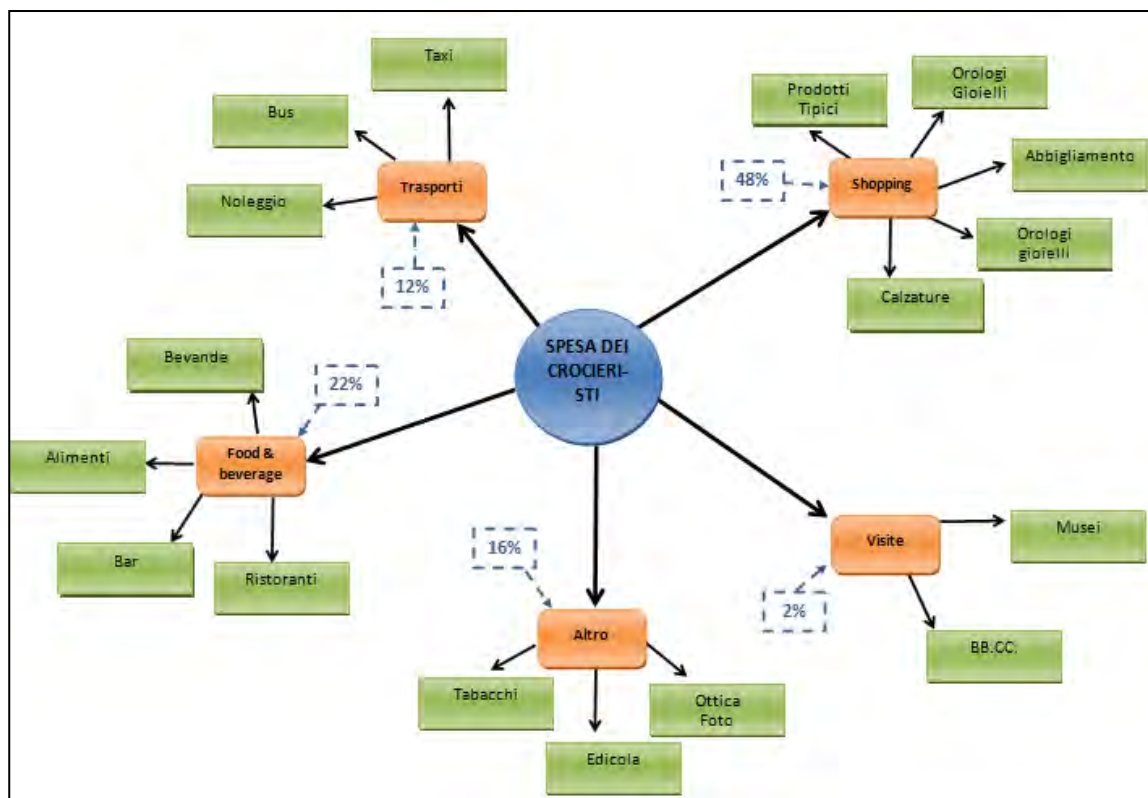 Taxi
Bus
Noleggio
Trasporti
12%
Prodotti
Tipici
Orologi
Gioielli
Abbigliamento
48%
Shopping
Orologi
gioielli
Calzature
SPESA DEI
CROCIERI-
STI
Bevande
22%
Alimenti
Food &
beverage
Bar
Ristoranti
16%
Altro
Tabacchi
Ottica
Foto
Edicola
Visite
Musei
2%
BB.CC.